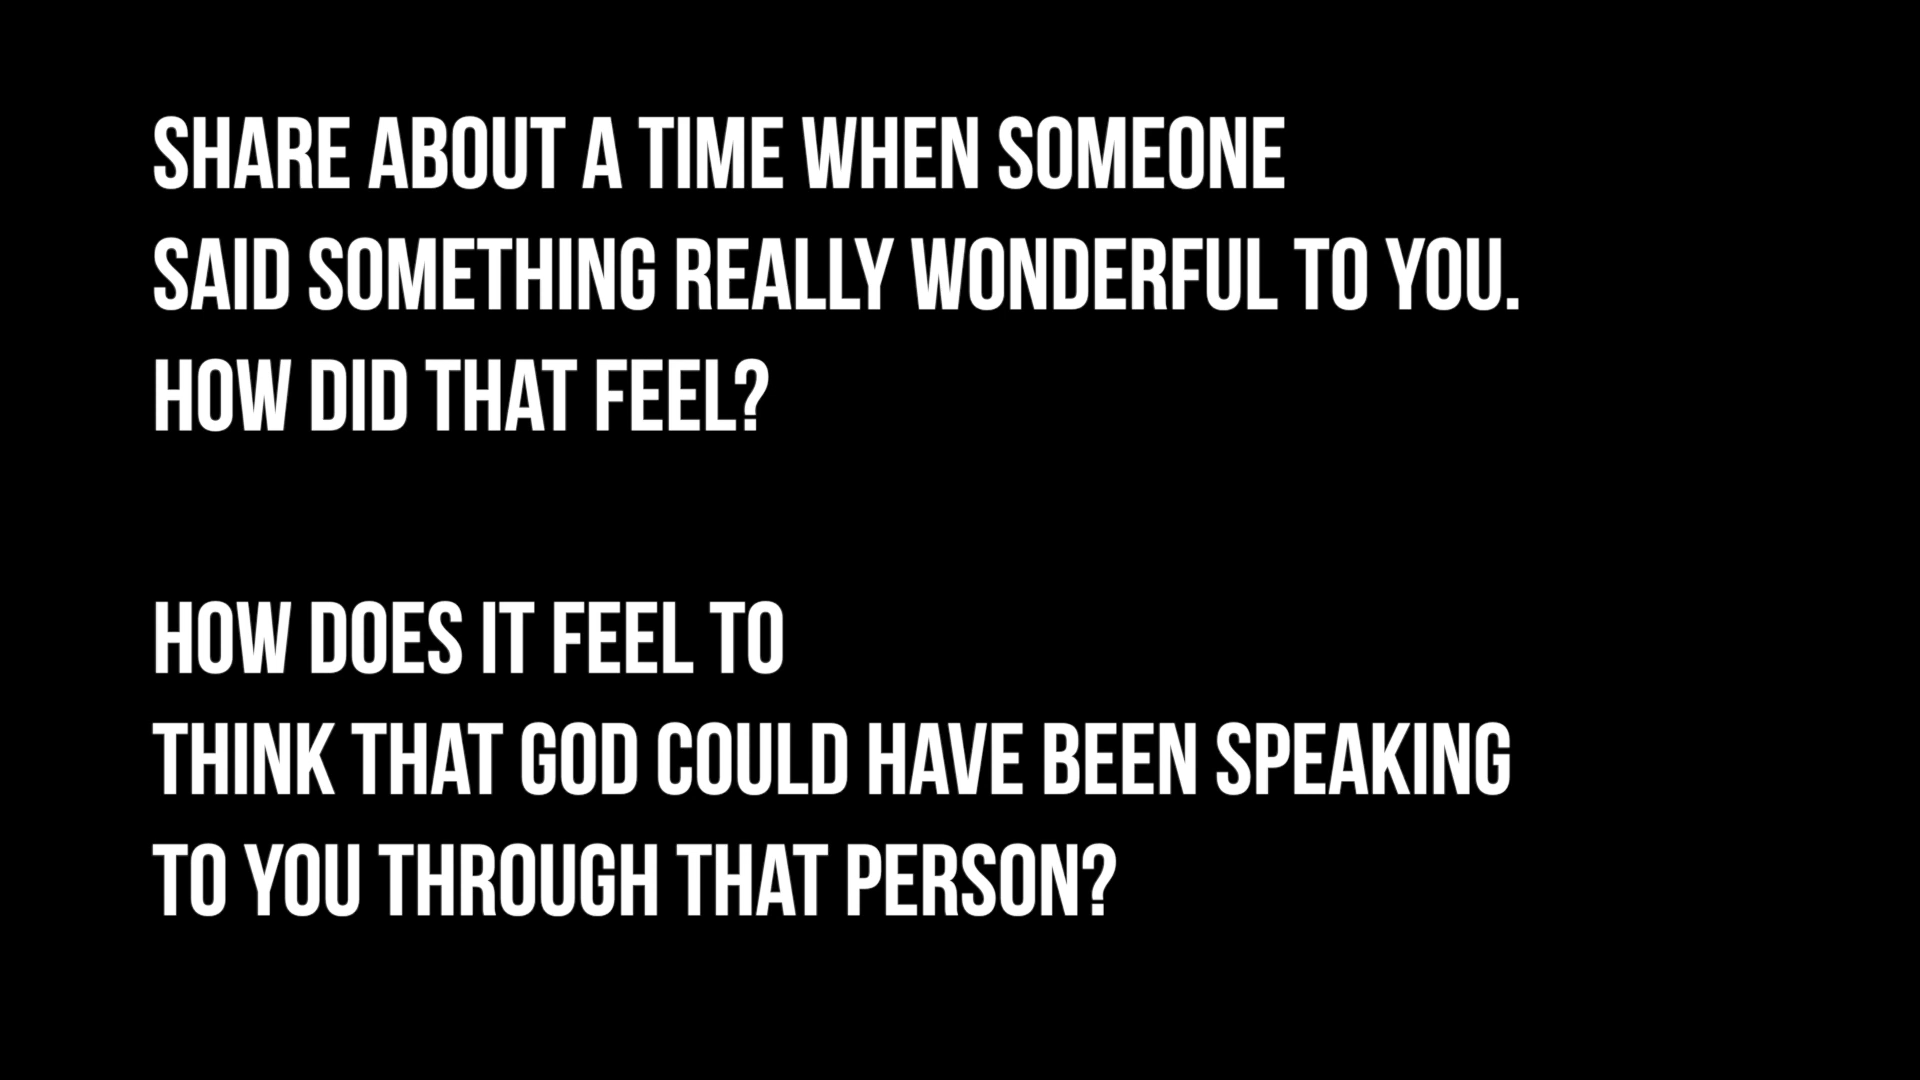 SHARE ABOUT A TIME WHEN SOMEONE
SAID SOMETHING REALLY WONDERFUL TO YOU.
HOW DID THAT FEEL?
HOW DOES IT FEEL TO
THINK THAT GOD COULD HAVE BEEN SPEAKING
TO YOU THROUGH THAT PERSON?